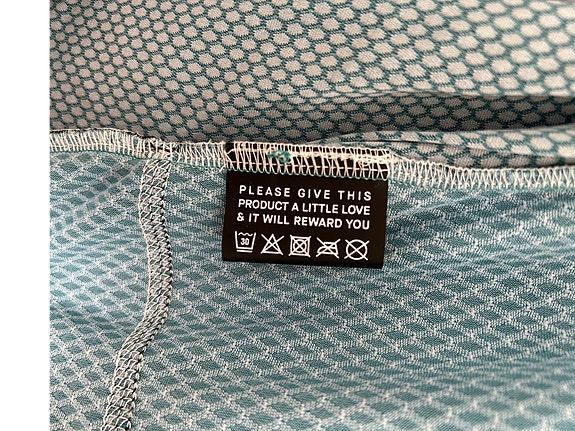 PLEASE GIVE THIS
PRODUCT A LITTLE LOVE
& IT WILL REWARD YOU
30